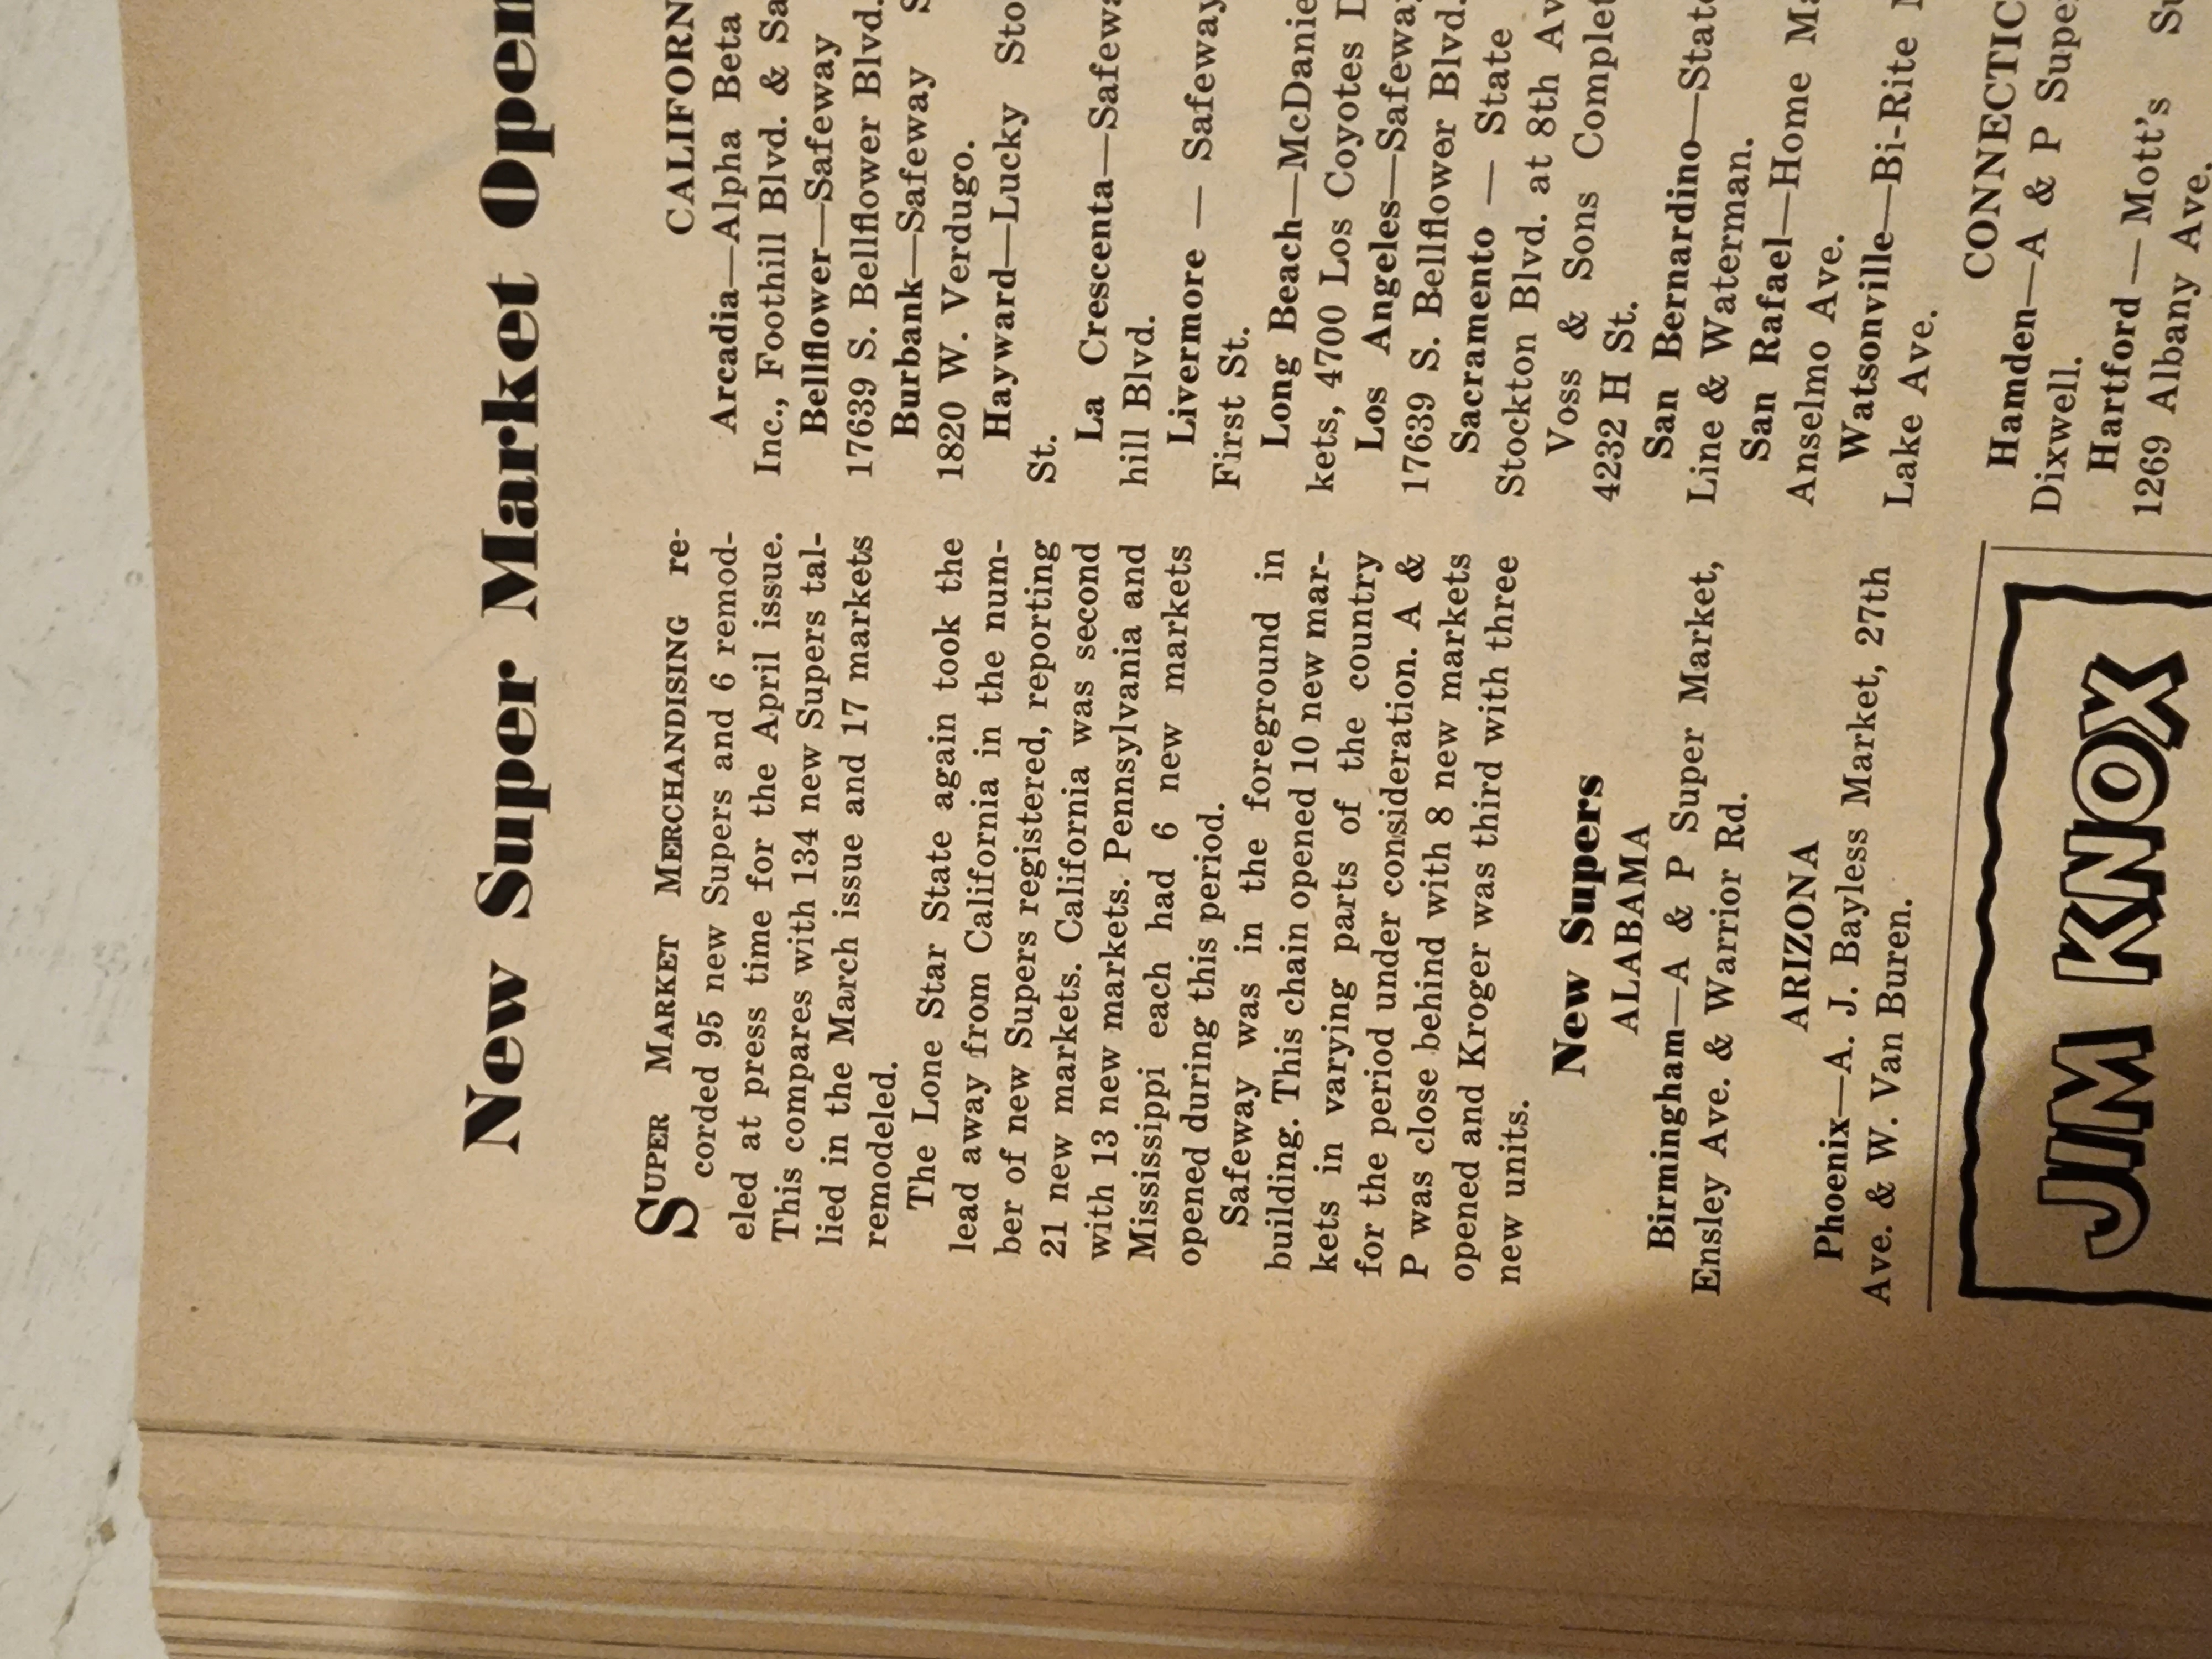 New Super Market Open
SUPER MARKET MERCHANDISING re-
corded 95 new Supers and 6 remod-
eled at press time for the April issue.
This compares with 134 new Supers tal-
lied in the March issue and 17 markets
remodeled.
The Lone Star State again took the
lead away from California in the num-
ber of new Supers registered, reporting
21 new markets. California was second
with 13 new markets. Pennsylvania and
Mississippi each had 6 new markets
opened during this period.
Safeway was in the foreground in
building. This chain opened 10 new mar-
kets in varying parts of the country
for the period under consideration. A &
P was close behind with 8 new markets
opened and Kroger was third with three
new units.
New Supers
ALABAMA
Birmingham—A & P Super Market,
Ensley Ave. & Warrior Rd.
ARIZONA
Phoenix—A. J. Bayless Market, 27th
Ave. & W. Van Buren.
JIM KNOX
CALIFORN
Arcadia—Alpha Beta
Inc., Foothill Blvd. & Sa
Bellflower—Safeway
17639 S. Bellflower Blvd.
Burbank—Safeway S
1820 W. Verdugo.
Hayward—Lucky Sto
St.
La Crescenta—Safewa
hill Blvd.
Livermore — Safeway
First St.
Long Beach—McDanie
kets, 4700 Los Coyotes D
Los Angeles—Safeway
17639 S. Bellflower Blvd.
Sacramento — State
Stockton Blvd. at 8th Av
Voss & Sons Complet
4232 H St.
San Bernardino—State
Line & Waterman.
San Rafael—Home Ma
Anselmo Ave.
Watsonville—Bi-Rite
Lake Ave.
CONNECTIC
Hamden—A & P Super
Dixwell.
Hartford — Mott's Su
1269 Albany Ave.